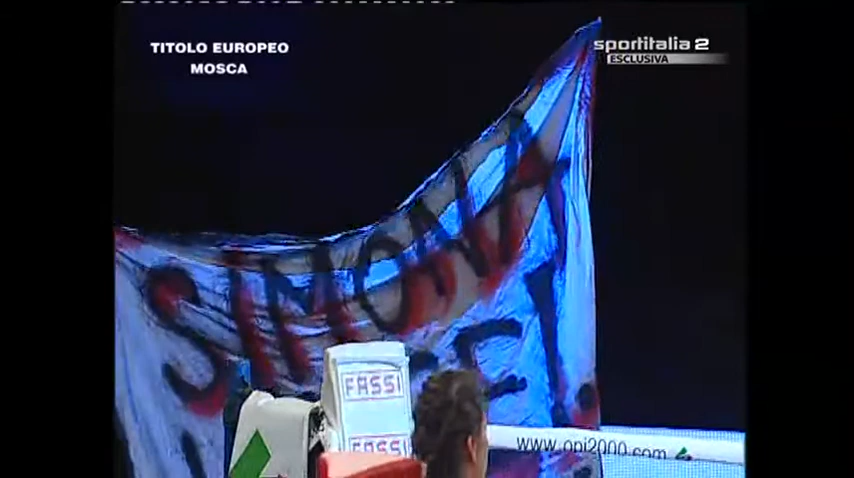 TITOLO EUROPEO
MOSCA
sportitalia 2
ESCLUSIVA
SIMONA
FASSI
FASSI
www.opi2000.com